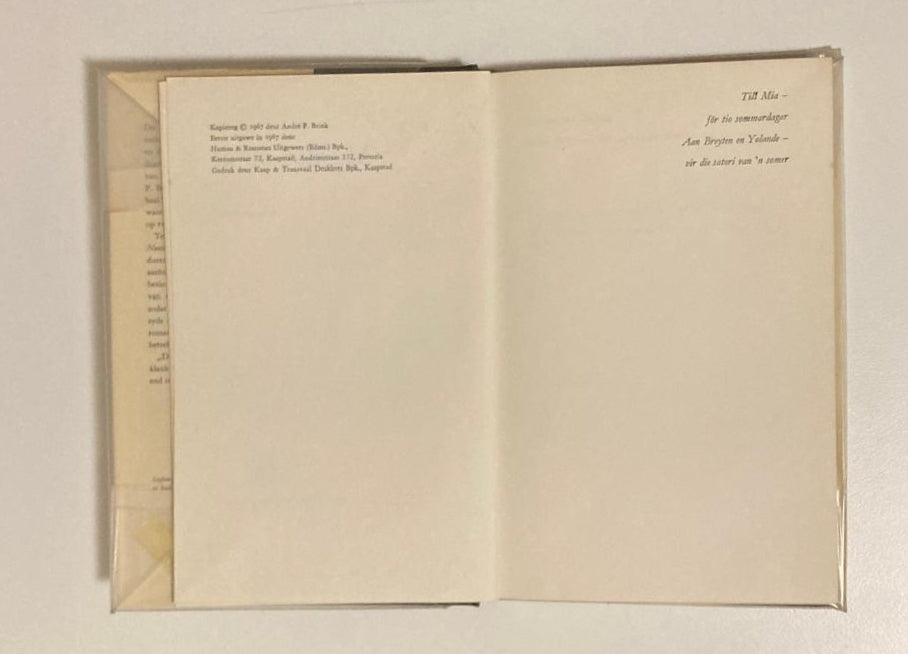 Kopiereg © 1967 deur André P. Brink
Eerste uitgawe in 1967 deur
Human & Rousseau Uitgewers (Edms.) Bpk.,
Keeromstraat 72, Kaapstad; Andriesstraat 172, Pretoria
Gedruk deur Kaap & Transvaal Drukkers Bpk., Kaapstad
Till Mia –
för tio sommardagar
Aan Breyten en Yolande –
vir die satori van 'n somer